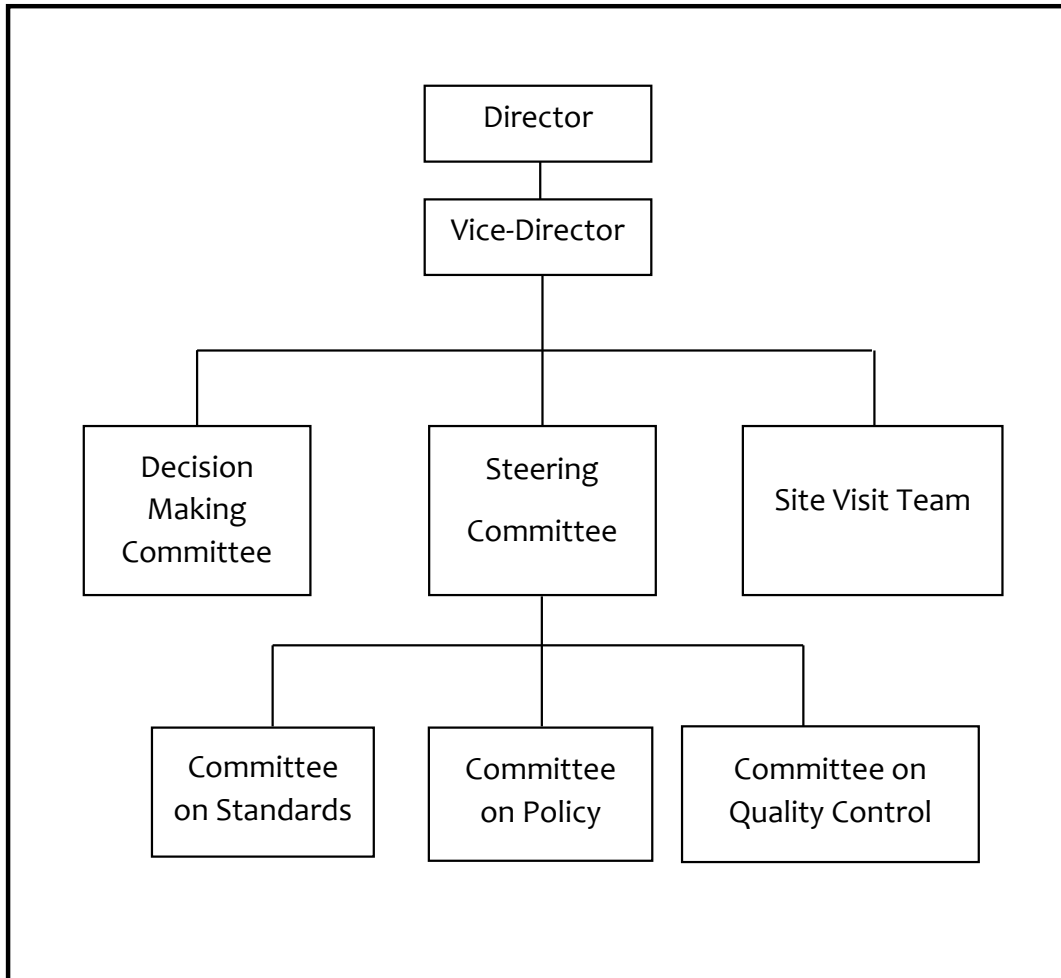 Director
Vice-Director
Decision
Making
Committee
Steering
Committee
Site Visit Team
Committee
on Standards
Committee
on Policy
Committee on
Quality Control